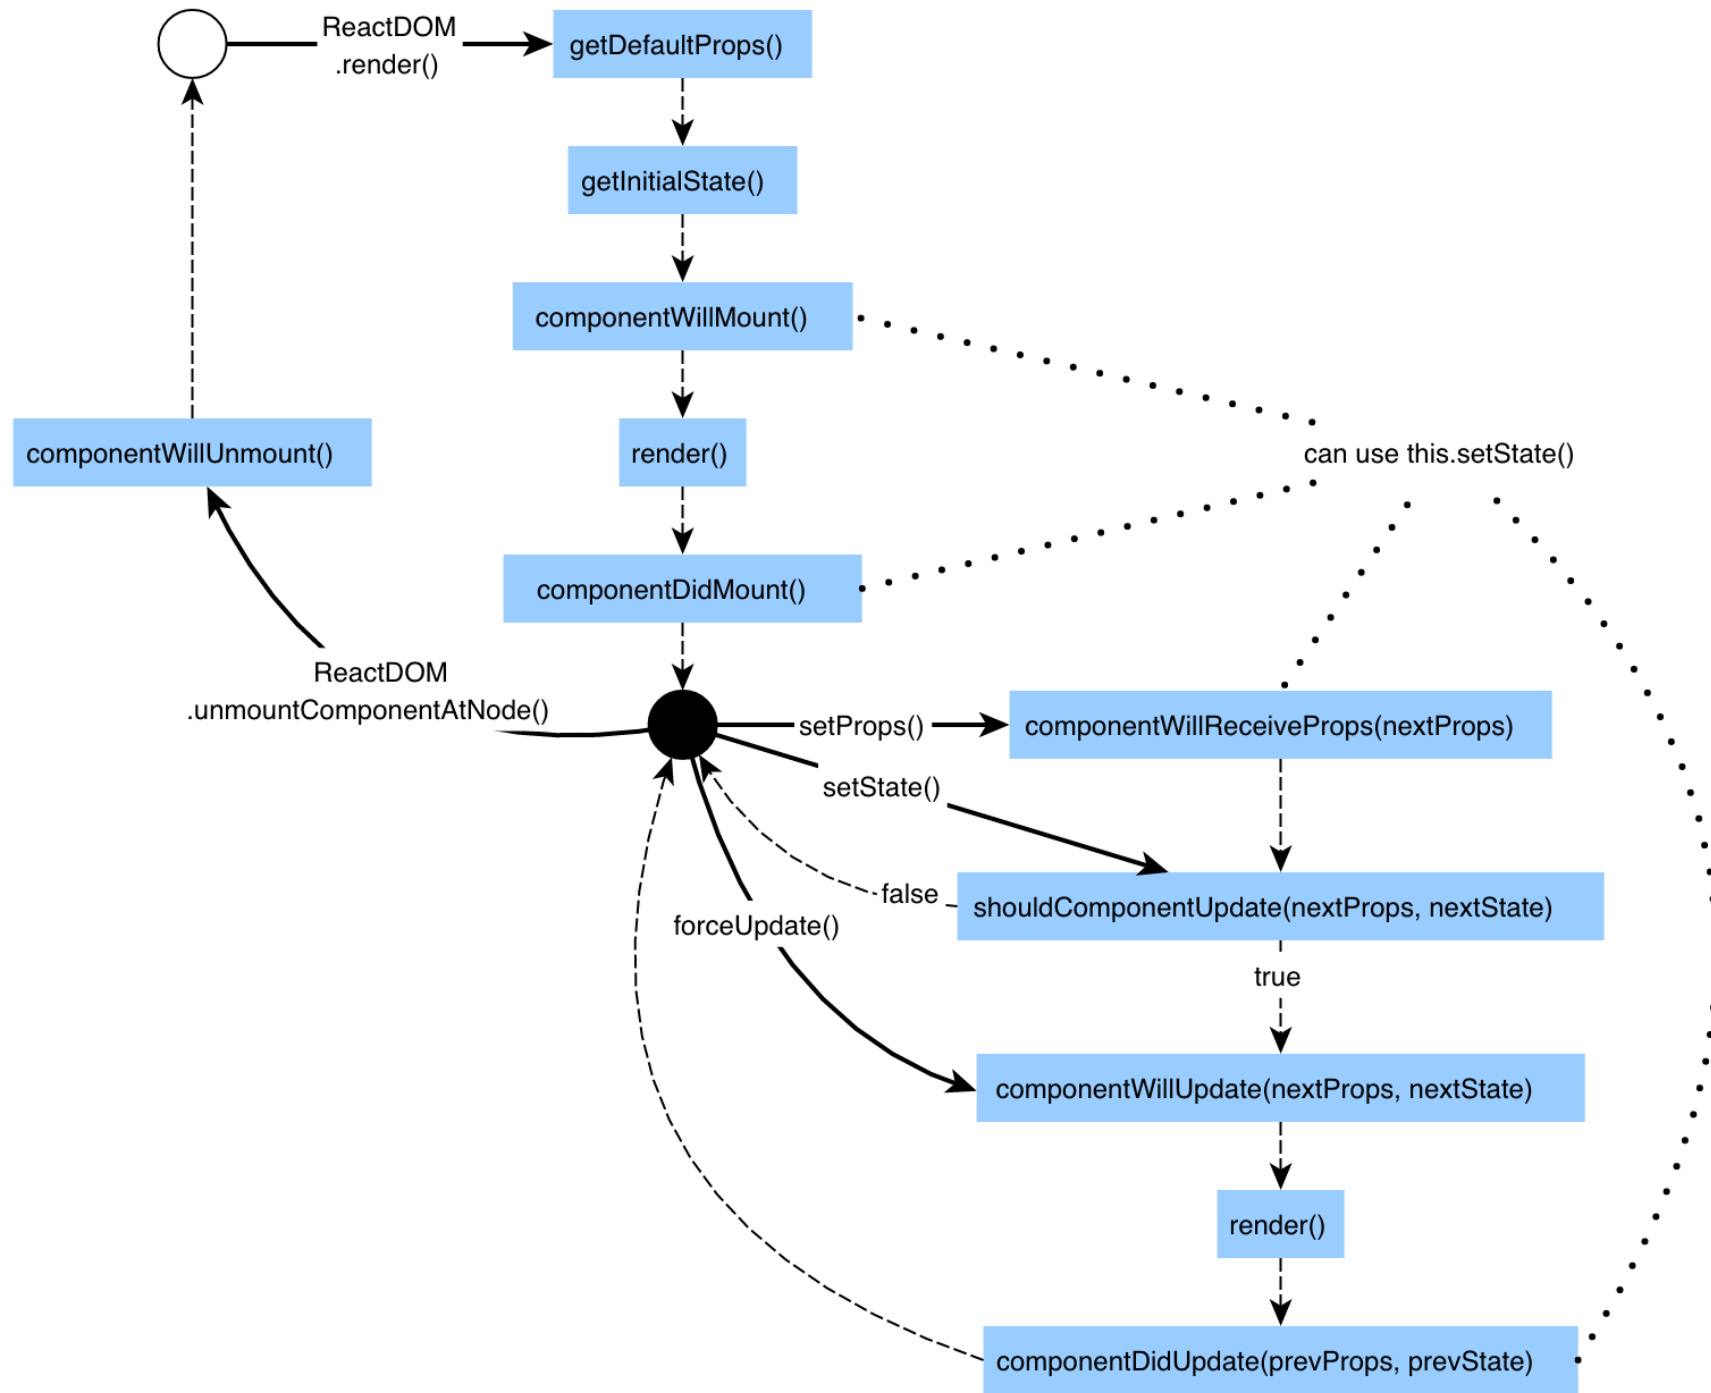 ReactDOM
.render()
getDefaultProps()
getInitialState()
componentWillMount()
componentWillUnmount()
render()
can use this.setState()
componentDidMount()
ReactDOM
.unmountComponentAtNode()
setProps()
componentWillReceiveProps(nextProps)
setState()
false
shouldComponentUpdate(nextProps, nextState)
forceUpdate()
true
componentWillUpdate(nextProps, nextState)
render()
componentDidUpdate(prevProps, prevState)